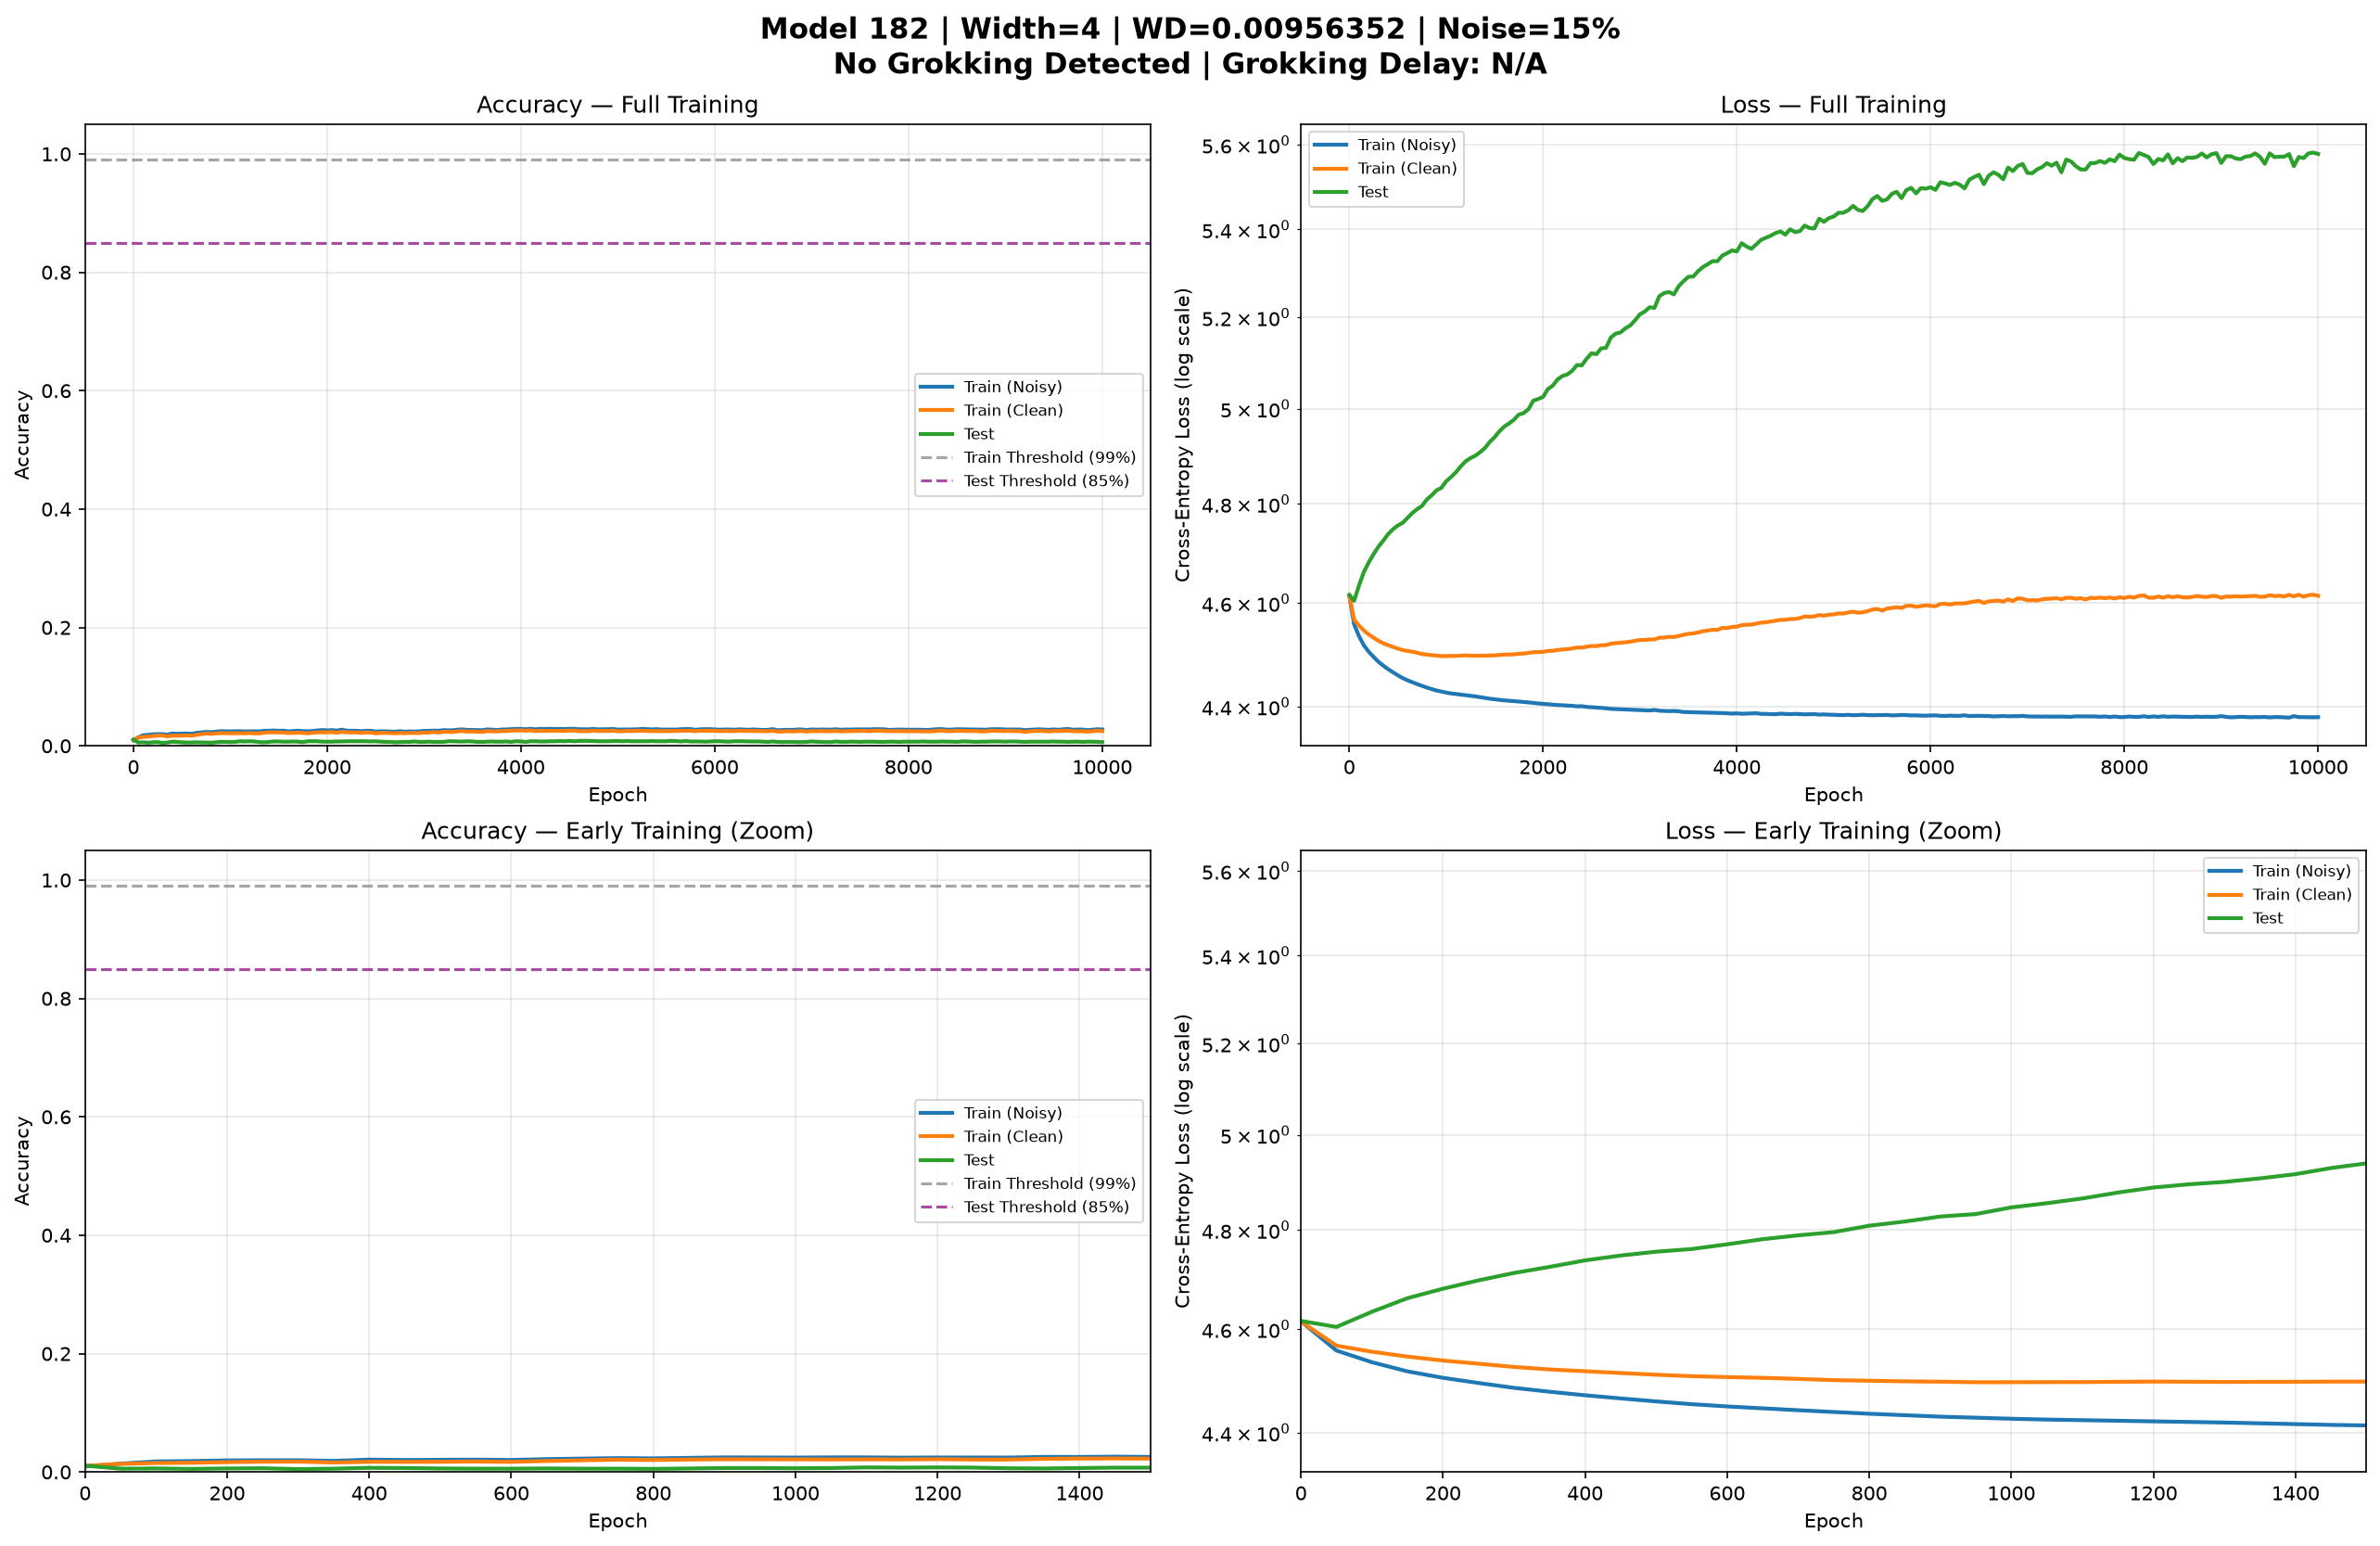 Model 182 | Width=4 | WD=0.00956352 | Noise=15%
No Grokking Detected | Grokking Delay: N/A
Accuracy — Full Training
1.0
0.8
0.6
0.4
0.2
0.0
Accuracy
0 2000 4000 6000 8000 10000
Epoch
Train (Noisy)
Train (Clean)
Test
Train Threshold (99%)
Test Threshold (85%)
Loss — Full Training
5.6 × 10⁰
5.4 × 10⁰
5.2 × 10⁰
5 × 10⁰
4.8 × 10⁰
4.6 × 10⁰
4.4 × 10⁰
Cross-Entropy Loss (log scale)
0 2000 4000 6000 8000 10000
Epoch
Train (Noisy)
Train (Clean)
Test
Accuracy — Early Training (Zoom)
1.0
0.8
0.6
0.4
0.2
0.0
Accuracy
0 200 400 600 800 1000 1200 1400
Epoch
Train (Noisy)
Train (Clean)
Test
Train Threshold (99%)
Test Threshold (85%)
Loss — Early Training (Zoom)
5.6 × 10⁰
5.4 × 10⁰
5.2 × 10⁰
5 × 10⁰
4.8 × 10⁰
4.6 × 10⁰
4.4 × 10⁰
Cross-Entropy Loss (log scale)
0 200 400 600 800 1000 1200 1400
Epoch
Train (Noisy)
Train (Clean)
Test